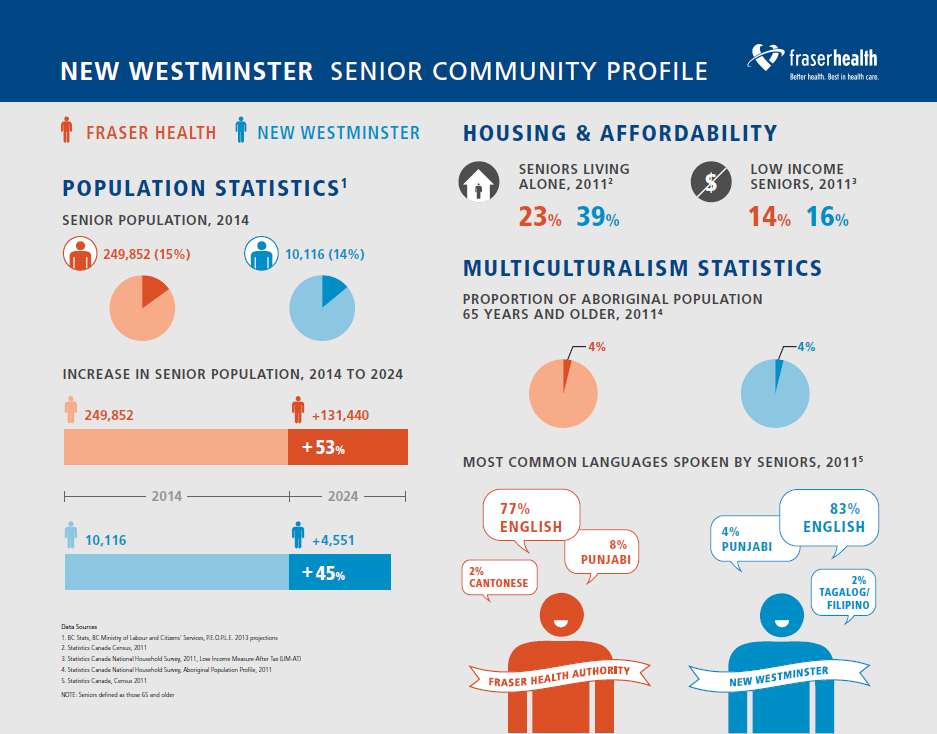 NEW WESTMINSTER SENIOR COMMUNITY PROFILE
fraserhealth
Better health. Best in health care.
FRASER HEALTH
NEW WESTMINSTER
POPULATION STATISTICS¹
SENIOR POPULATION, 2014
249,852 (15%)
10,116 (14%)
INCREASE IN SENIOR POPULATION, 2014 TO 2024
249,852
+131,440
+53%
2014
2024
10,116
+4,551
+45%
Data Sources
1. BC Stats, BC Ministry of Labour and Citizens' Services, P.E.O.P.L.E. 2013 projections
2. Statistics Canada Census, 2011
3. Statistics Canada National Household Survey, 2011, Low Income Measure-After Tax (LIM-AT)
4. Statistics Canada National Household Survey, Aboriginal Population Profile, 2011
5. Statistics Canada, Census 2011
NOTE: Seniors defined as those 65 and older
HOUSING & AFFORDABILITY
SENIORS LIVING
ALONE, 2011²
23% 39%
$
LOW INCOME
SENIORS, 2011³
14% 16%
MULTICULTURALISM STATISTICS
PROPORTION OF ABORIGINAL POPULATION
65 YEARS AND OLDER, 2011⁴
4%
4%
MOST COMMON LANGUAGES SPOKEN BY SENIORS, 2011⁵
77%
ENGLISH
8%
PUNJABI
2%
CANTONESE
FRASER HEALTH AUTHORITY
83%
ENGLISH
4%
PUNJABI
2%
TAGALOG/
FILIPINO
NEW WESTMINSTER